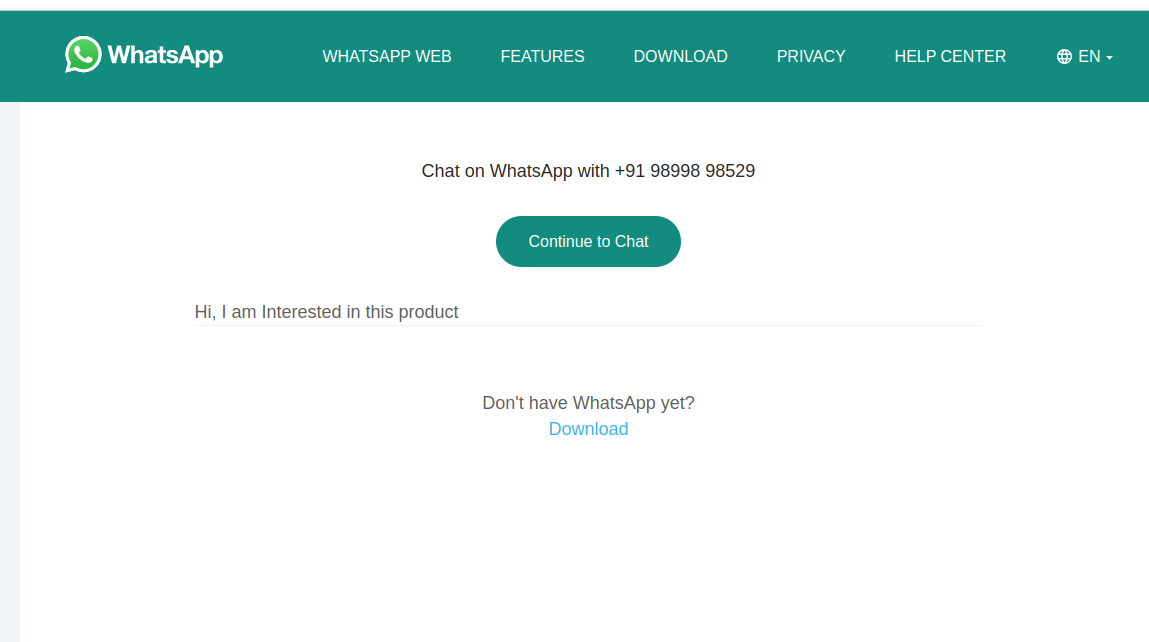 WhatsApp WHATSAPP WEB FEATURES DOWNLOAD PRIVACY HELP CENTER EN
Chat on WhatsApp with +91 98998 98529
Continue to Chat
Hi, I am Interested in this product
Don't have WhatsApp yet?
Download